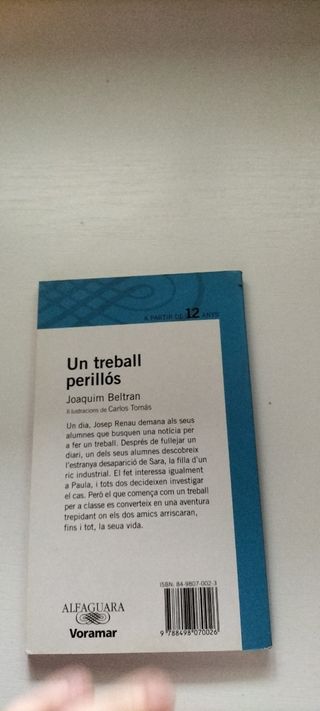 A PARTIR DE 12 ANYS
Un treball
perillós
Joaquim Beltran
Il·lustracions de Carlos Tomás
Un dia, Josep Renau demana als seus
alumnes que busquen una notícia per
a fer un treball. Després de fullejar un
diari, un dels seus alumnes descobreix
l'estranya desaparició de Sara, la filla d'un
ric industrial. El fet interessa igualment
a Paula, i tots dos decideixen investigar
el cas. Però el que comença com un treball
per a classe es converteix en una aventura
trepidant on els dos amics arriscaran,
fins i tot, la seua vida.
ISBN: 84-9807-002-3
ALFAGUARA
Voramar
9 788498 070026